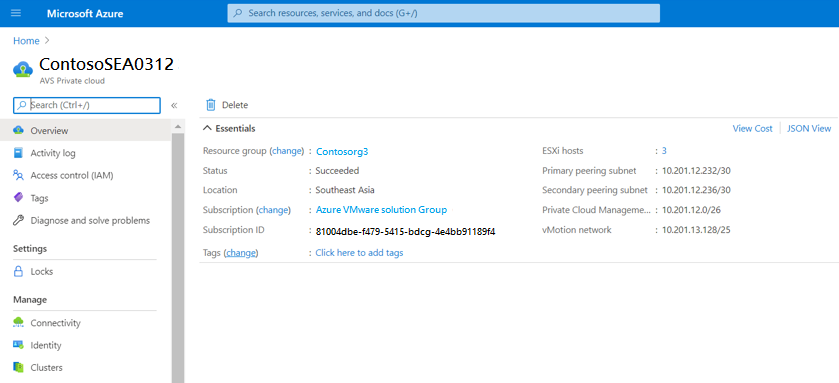 Microsoft Azure
Search resources, services, and docs (G+/)
Home
ContosoSEA0312
AVS Private cloud
Search (Ctrl+/)
«
Overview
Activity log
Access control (IAM)
Tags
Diagnose and solve problems
Settings
Locks
Manage
Connectivity
Identity
Clusters
Delete
Essentials
View Cost
JSON View
Resource group (change) : Contosorg3
Status : Succeeded
Location : Southeast Asia
Subscription (change) : Azure VMware solution Group
Subscription ID : 81004dbe-f479-5415-bdcg-4e4bb91189f4
Tags (change) : Click here to add tags
ESXi hosts : 3
Primary peering subnet : 10.201.12.232/30
Secondary peering subnet : 10.201.12.236/30
Private Cloud Manageme... : 10.201.12.0/26
vMotion network : 10.201.13.128/25